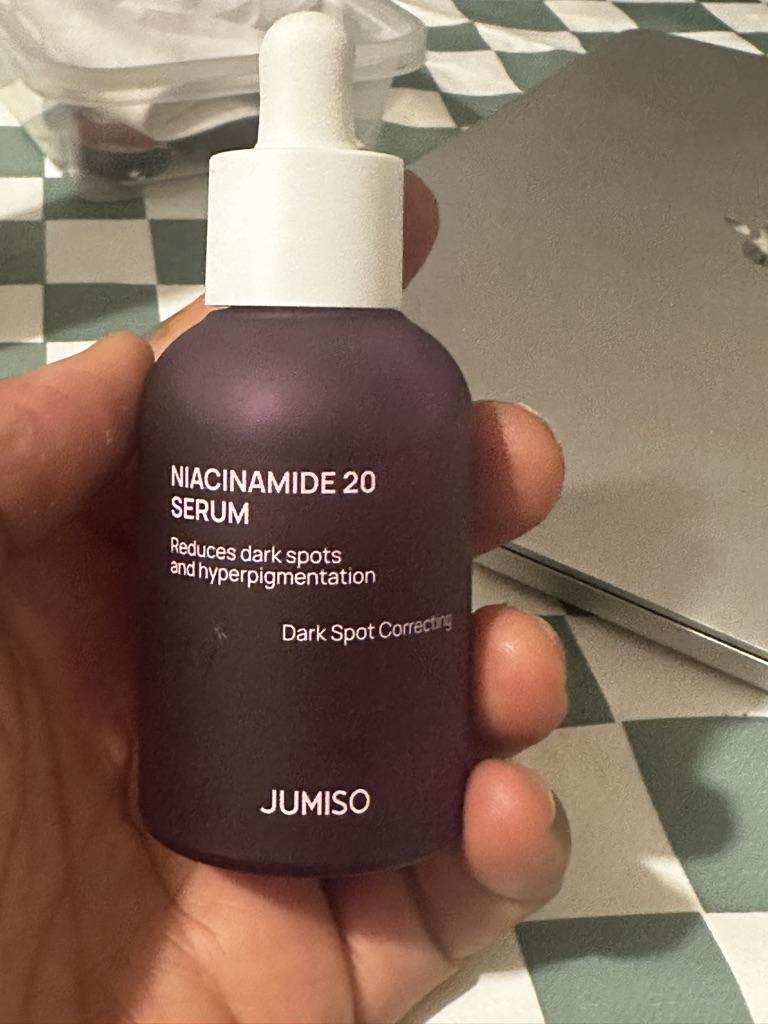 NIACINAMIDE 20
SERUM
Reduces dark spots
and hyperpigmentation
Dark Spot Correcting
JUMISO